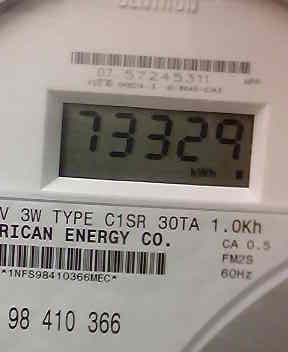 07 57245311
73329
kWh
V 3W TYPE C1SR 30TA 1.0Kh
RICAN ENERGY CO.
CA 0.5
FM2S
60Hz
*1NFS98410366MEC*
98 410 366